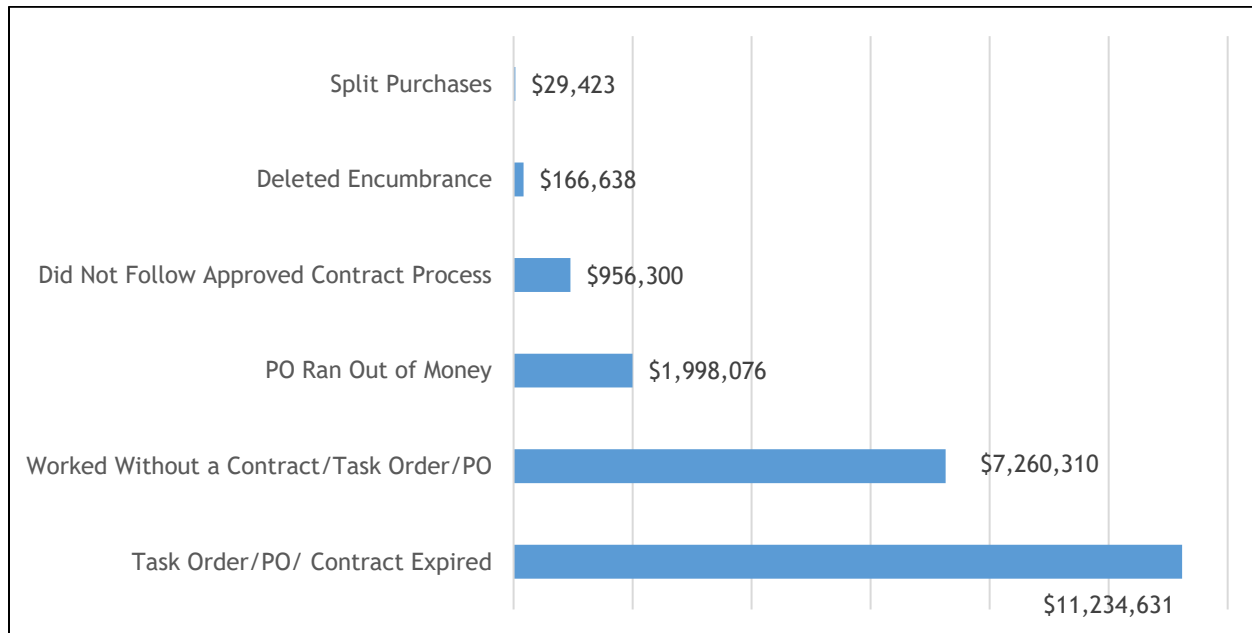 Split Purchases $29,423
Deleted Encumbrance $166,638
Did Not Follow Approved Contract Process $956,300
PO Ran Out of Money $1,998,076
Worked Without a Contract/Task Order/PO $7,260,310
Task Order/PO/ Contract Expired
$11,234,631